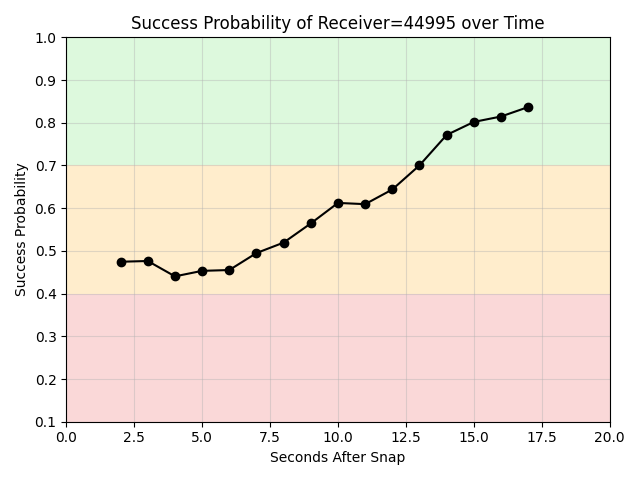 Success Probability of Receiver=44995 over Time
1.0
0.9
0.8
0.7
0.6
0.5
0.4
0.3
0.2
0.1
Success Probability
0.0 2.5 5.0 7.5 10.0 12.5 15.0 17.5 20.0
Seconds After Snap